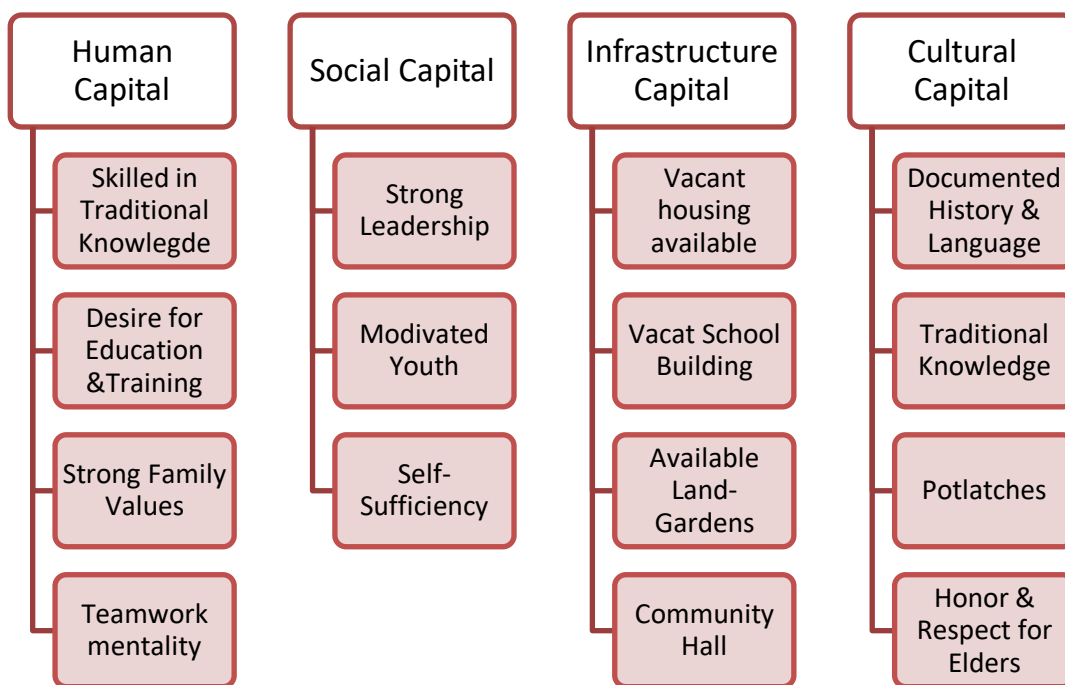 Human
Capital
Skilled in
Traditional
Knowlegde
Desire for
Education
&Training
Strong Family
Values
Teamwork
mentality
Social Capital
Strong
Leadership
Modivated
Youth
Self-
Sufficiency
Infrastructure
Capital
Vacant
housing
available
Vacat School
Building
Available
Land-
Gardens
Community
Hall
Cultural
Capital
Documented
History &
Language
Traditional
Knowledge
Potlatches
Honor &
Respect for
Elders